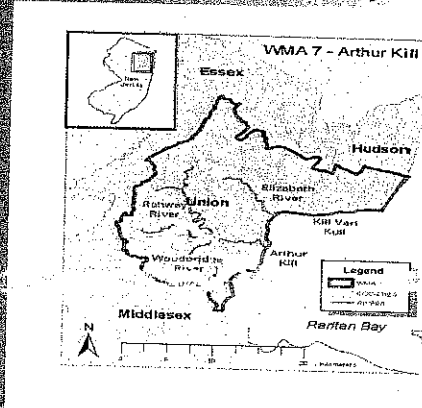 WMA 7 - Arthur Kill
New
Jersey
Essex
Hudson
Elizabeth
River
Rahway
River
Union
Kill Van
Kull
Arthur
Kill
Woodbridge
River
Legend
WMA
Middlesex
Raritan Bay
N
Kilometers